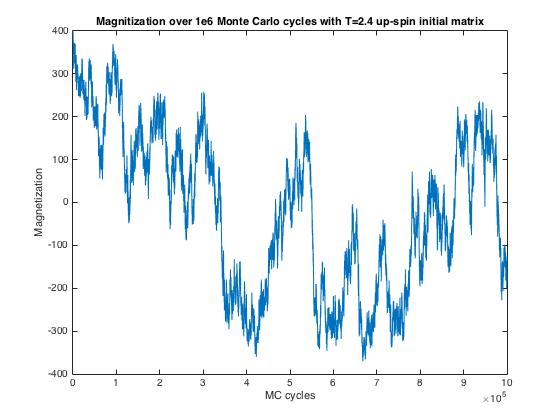 Magnitization over 1e6 Monte Carlo cycles with T=2.4 up-spin initial matrix
400
300
200
100
0
-100
-200
-300
-400
Magnetization
0 1 2 3 4 5 6 7 8 9 10
×10^5
MC cycles